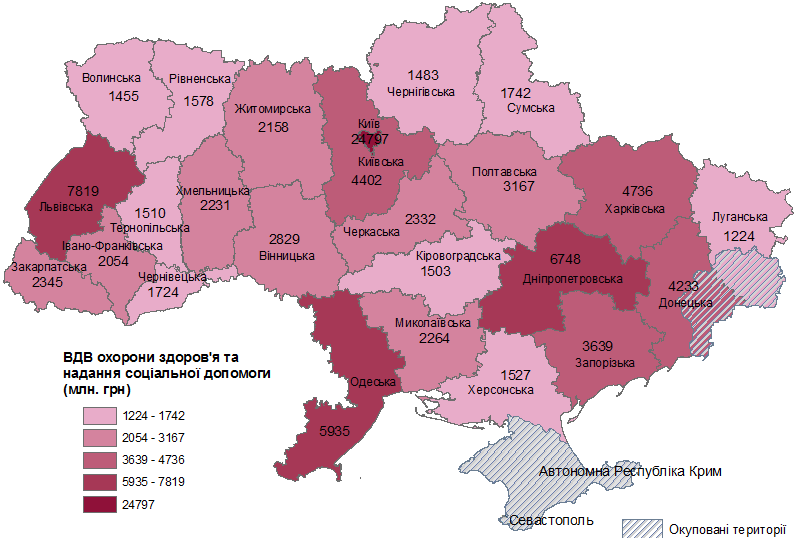 1483
Чернігівська
Волинська
1455
Рівненська
1578
1742
Сумська
Житомирська
2158
Київ
24797
Київська
4402
Полтавська
3167
4736
Харківська
7819
Львівська
Хмельницька
2231
1510
Тернопільська
2332
Черкаська
Луганська
1224
Івано-Франківська
2054
2829
Вінницька
Кіровоградська
1503
6748
Дніпропетровська
Закарпатська
2345
Чернівецька
1724
4233
Донецька
Миколаївська
2264
3639
Запорізька
1527
Херсонська
Одеська
5935
ВДВ охорони здоров'я та
надання соціальної допомоги
(млн. грн)
1224 - 1742
2054 - 3167
3639 - 4736
5935 - 7819
24797
Автономна Республіка Крим
Севастополь
Окуповані території